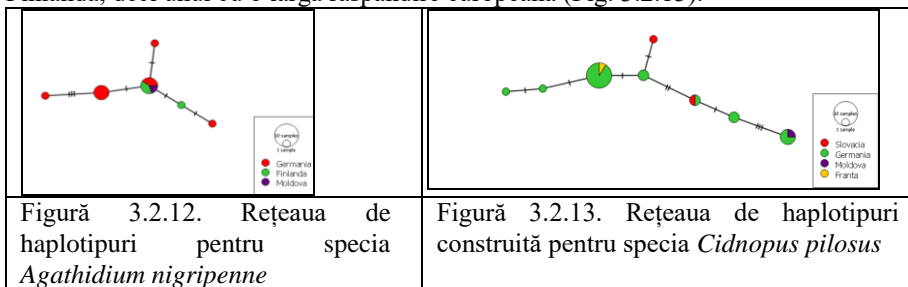 Finlanda, deci unui cu o largă răspândire europeană (Fig. 3.2.13).
10 samples
1 sample
Germania
Finlanda
Moldova
10 samples
1 sample
Slovacia
Germania
Moldova
Franta
Figură 3.2.12. Rețeaua de
haplotipuri pentru specia
Agathidium nigripenne
Figură 3.2.13. Rețeaua de haplotipuri
construită pentru specia Cidnopus pilosus